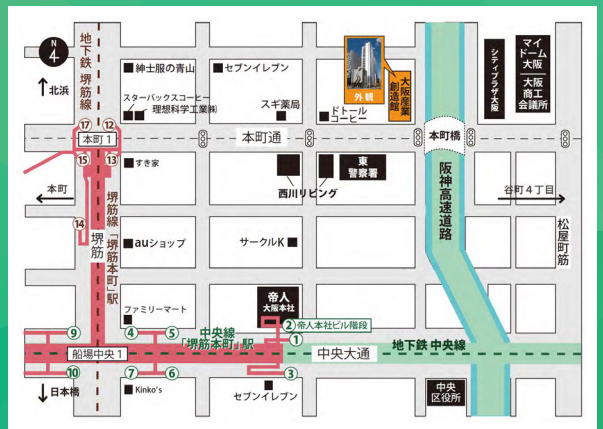 N
4
北浜
地下鉄 堺筋線
紳士服の青山
セブンイレブン
スターバックスコーヒー
理想科学工業㈱
スギ薬局
外観
大阪産業
創造館
ドトール
コーヒー
シティプラザ大阪
マイ
ドーム
大阪
大阪
商工
会議所
⑰
⑫
本町1
本町通
本町橋
⑮
⑬
すき家
西川リビング
東
警察署
阪神高速道路
本町
谷町4丁目
松屋町筋
⑭
堺筋
堺筋線「堺筋本町」駅
auショップ
サークルK
ファミリーマート
帝人
大阪本社
②帝人本社ビル階段
①
⑨
④
⑤
中央線
「堺筋本町」駅
船場中央1
中央大通
地下鉄 中央線
⑩
⑦
⑥
③
日本橋
Kinko's
セブンイレブン
中央
区役所